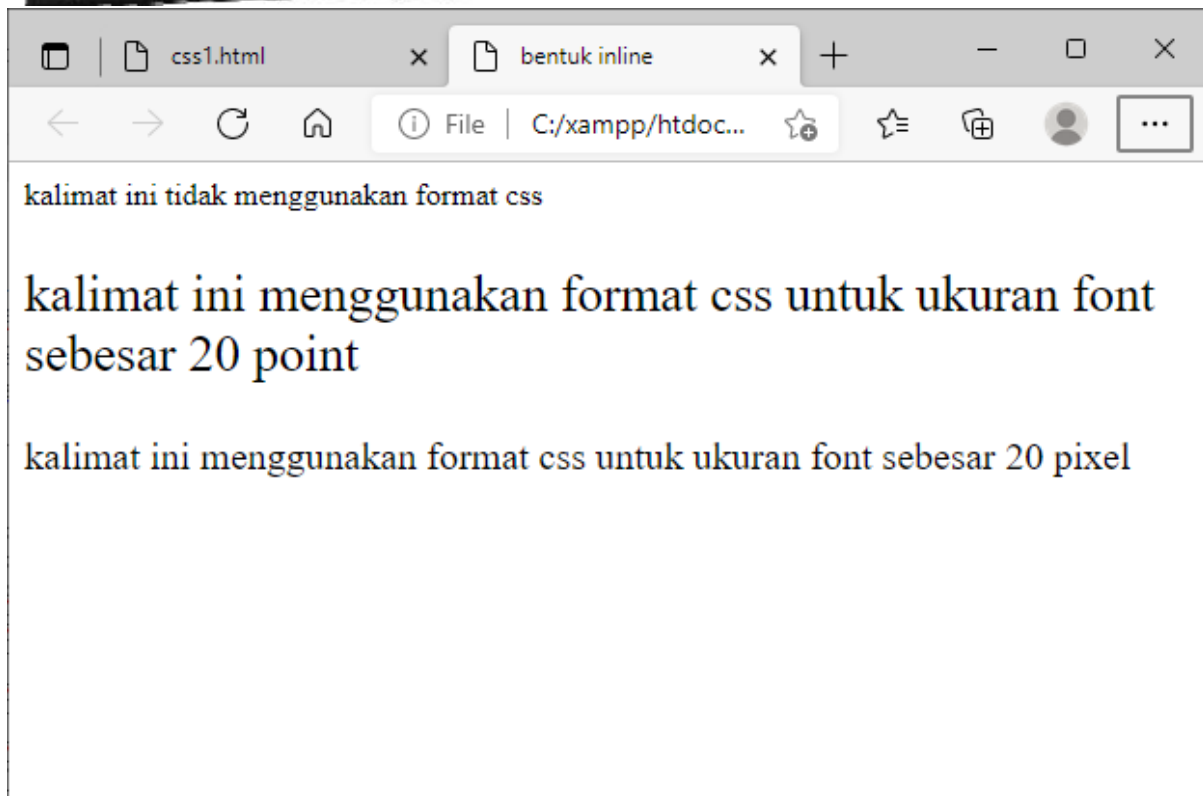 css1.html
bentuk inline
File
C:/xampp/htdoc...
kalimat ini tidak menggunakan format css
kalimat ini menggunakan format css untuk ukuran font
sebesar 20 point
kalimat ini menggunakan format css untuk ukuran font sebesar 20 pixel